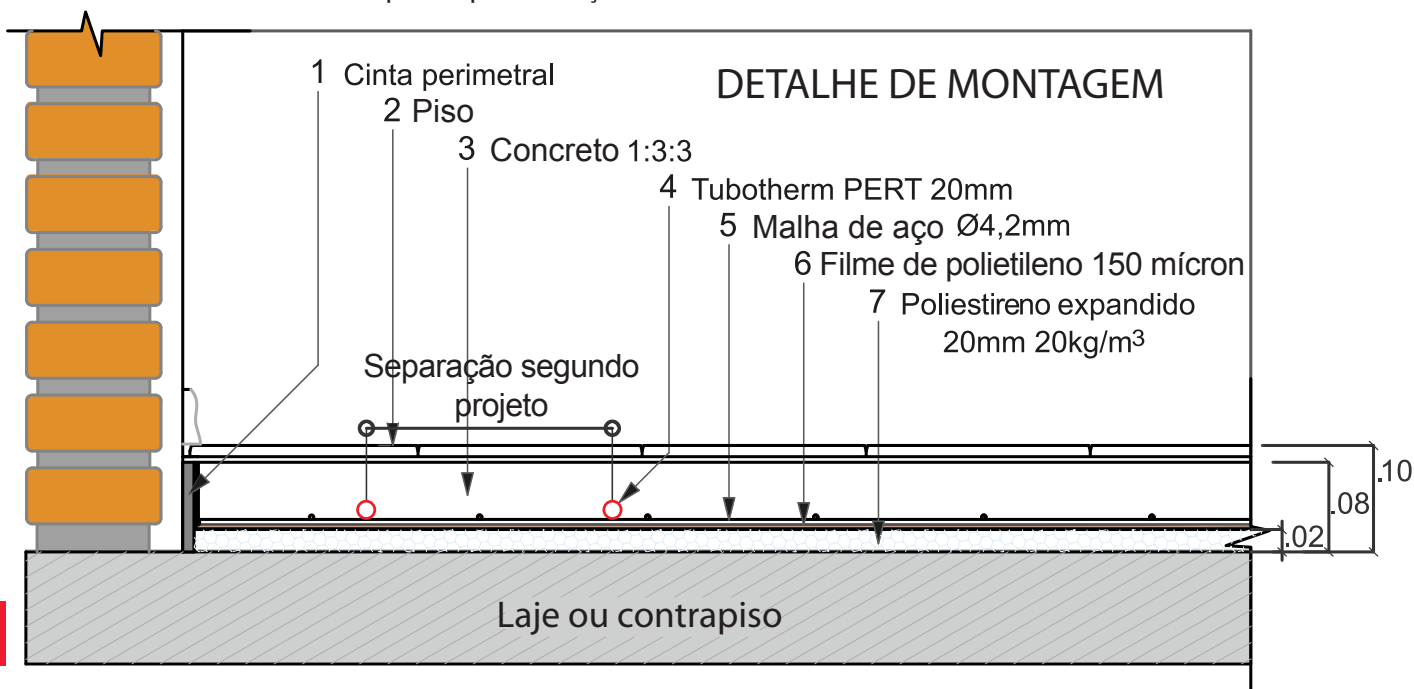 DETALHE DE MONTAGEM
1 Cinta perimetral
2 Piso
3 Concreto 1:3:3
4 Tubotherm PERT 20mm
5 Malha de aço Ø4,2mm
6 Filme de polietileno 150 mícron
7 Poliestireno expandido
20mm 20kg/m³
Separação segundo
projeto
.10
.08
.02
Laje ou contrapiso